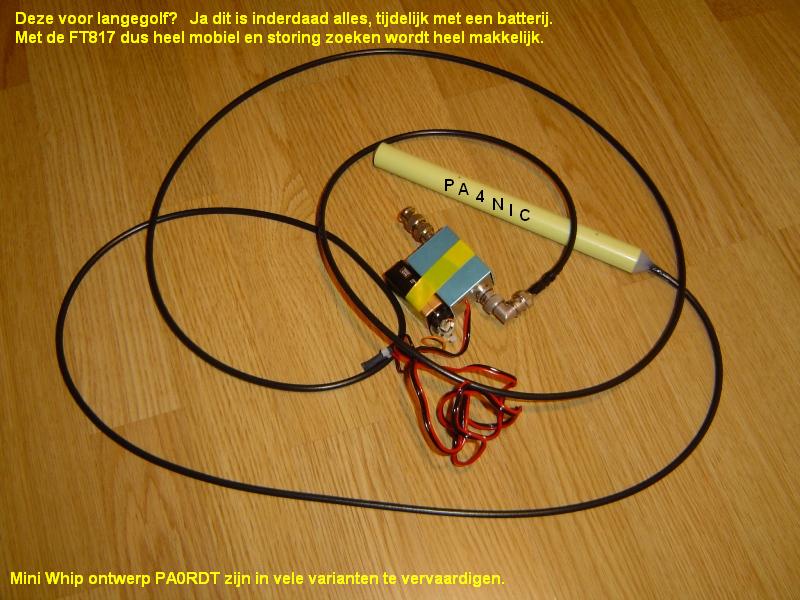 Deze voor langegolf?   Ja dit is inderdaad alles, tijdelijk met een batterij.
Met de FT817 dus heel mobiel en storing zoeken wordt heel makkelijk.
PA4NIC
Mini Whip ontwerp PA0RDT zijn in vele varianten te vervaardigen.